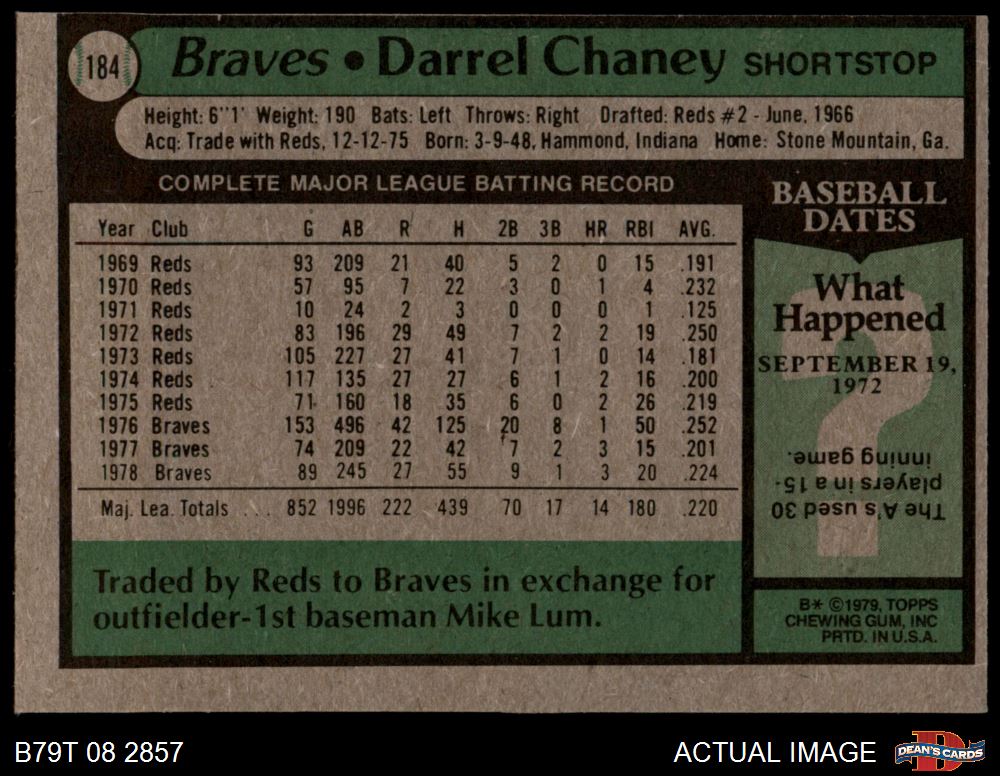 184 Braves • Darrel Chaney SHORTSTOP
Height: 6"1' Weight: 190 Bats: Left Throws: Right Drafted: Reds #2 - June, 1966
Acq: Trade with Reds, 12-12-75 Born: 3-9-48, Hammond, Indiana Home: Stone Mountain, Ga.
COMPLETE MAJOR LEAGUE BATTING RECORD
Year Club G AB R H 2B 3B HR RBI AVG.
1969 Reds 93 209 21 40 5 2 0 15 .191
1970 Reds 57 95 7 22 3 0 1 4 .232
1971 Reds 10 24 2 3 0 0 0 1 .125
1972 Reds 83 196 29 49 7 2 2 19 .250
1973 Reds 105 227 27 41 7 1 0 14 .181
1974 Reds 117 135 27 27 6 1 2 16 .200
1975 Reds 71 160 18 35 6 0 2 26 .219
1976 Braves 153 496 42 125 20 8 1 50 .252
1977 Braves 74 209 22 42 7 2 3 15 .201
1978 Braves 89 245 27 55 9 1 3 20 .224
Maj. Lea. Totals ... 852 1996 222 439 70 17 14 180 .220
Traded by Reds to Braves in exchange for
outfielder-1st baseman Mike Lum.
BASEBALL
DATES
What
Happened
SEPTEMBER 19,
1972
?
The A's used 30
players in a 15-
inning game.
B* ©1979, TOPPS
CHEWING GUM, INC
PRTD. IN U.S.A.
B79T 08 2857
ACTUAL IMAGE
D
DEAN'S CARDS